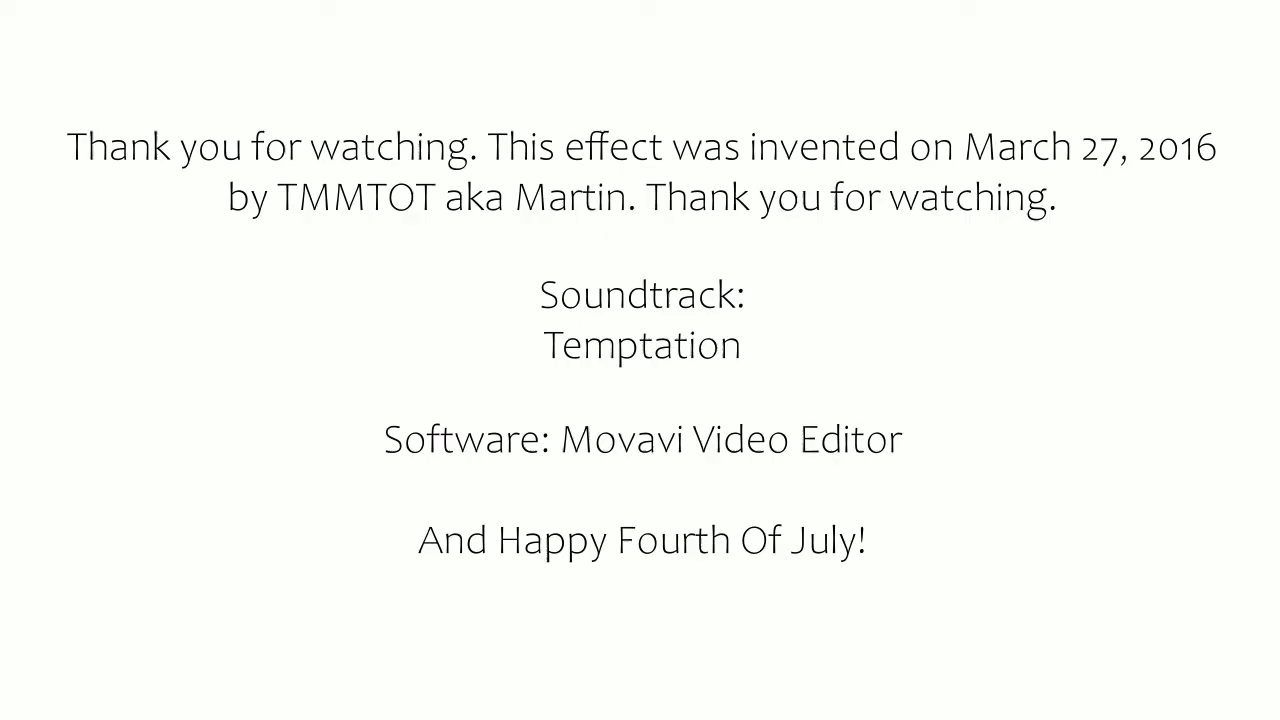 Thank you for watching. This effect was invented on March 27, 2016
by TMMTOT aka Martin. Thank you for watching.
Soundtrack:
Temptation
Software: Movavi Video Editor
And Happy Fourth Of July!